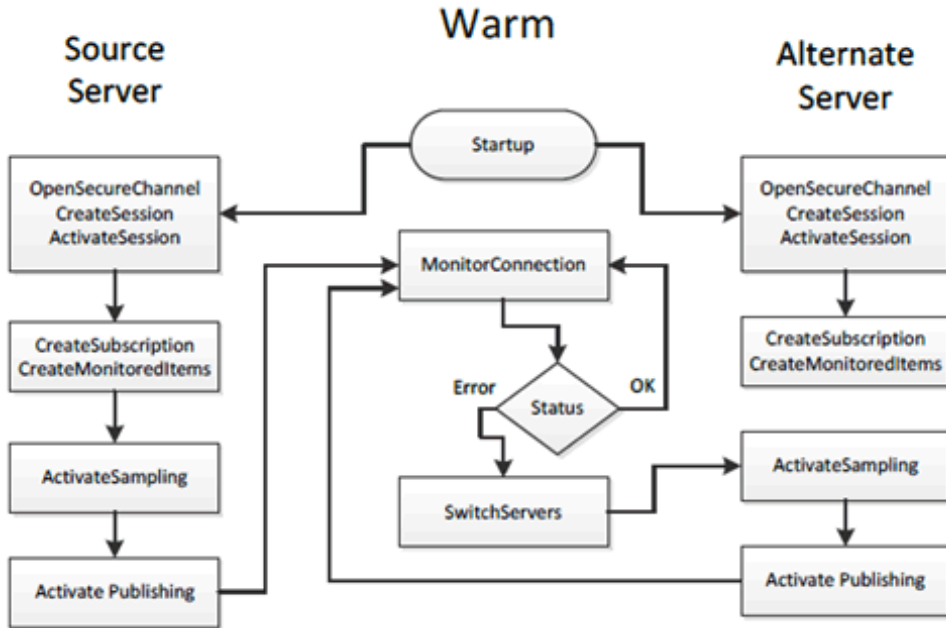 Warm
Source
Server
Alternate
Server
Startup
OpenSecureChannel
CreateSession
ActivateSession
OpenSecureChannel
CreateSession
ActivateSession
MonitorConnection
CreateSubscription
CreateMonitoredItems
CreateSubscription
CreateMonitoredItems
Error
OK
Status
ActivateSampling
ActivateSampling
SwitchServers
Activate Publishing
Activate Publishing